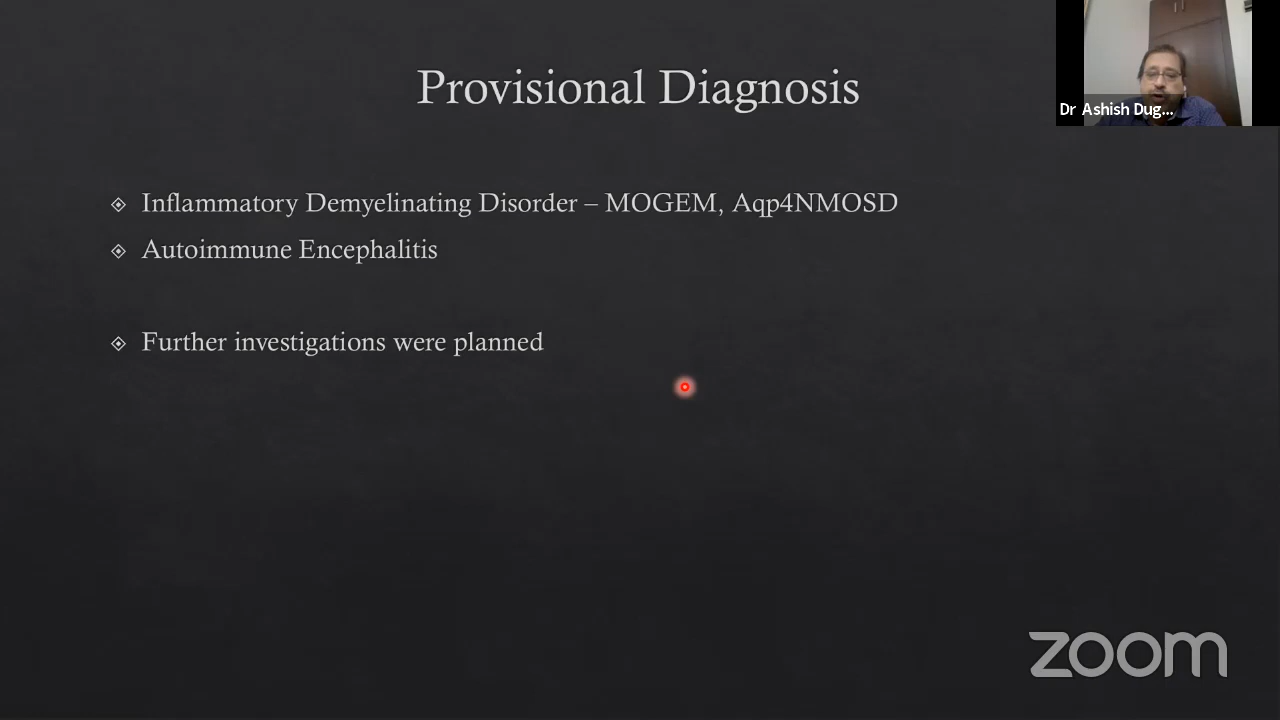 Provisional Diagnosis
Dr Ashish Dug...
Inflammatory Demyelinating Disorder – MOGEM, Aqp4NMOSD
Autoimmune Encephalitis
Further investigations were planned
zoom